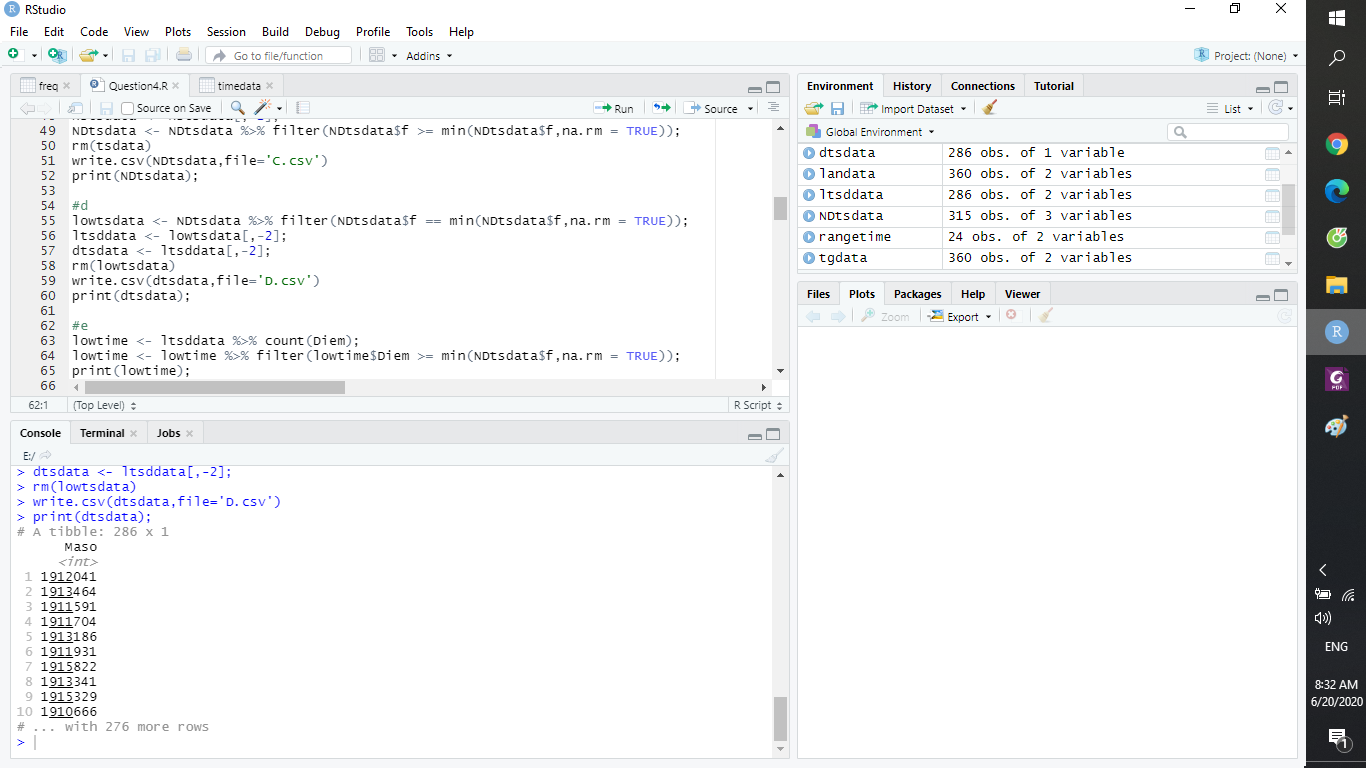 RStudio
File Edit Code View Plots Session Build Debug Profile Tools Help
Go to file/function Addins Project: (None)
freq Question4.R timedata
Source on Save Run Source
49 NDtsdata <- NDtsdata %>% filter(NDtsdata$f >= min(NDtsdata$f,na.rm = TRUE));
50 rm(tsdata)
51 write.csv(NDtsdata,file='C.csv')
52 print(NDtsdata);
53
54 #d
55 lowtsdata <- NDtsdata %>% filter(NDtsdata$f == min(NDtsdata$f,na.rm = TRUE));
56 ltsddata <- lowtsdata[,-2];
57 dtsdata <- ltsddata[,-2];
58 rm(lowtsdata)
59 write.csv(dtsdata,file='D.csv')
60 print(dtsdata);
61
62 #e
63 lowtime <- ltsddata %>% count(Diem);
64 lowtime <- lowtime %>% filter(lowtime$Diem >= min(NDtsdata$f,na.rm = TRUE));
65 print(lowtime);
66
62:1 (Top Level) R Script
Console Terminal Jobs
E:/
> dtsdata <- ltsddata[,-2];
> rm(lowtsdata)
> write.csv(dtsdata,file='D.csv')
> print(dtsdata);
# A tibble: 286 x 1
Maso
<int>
1 1912041
2 1913464
3 1911591
4 1911704
5 1913186
6 1911931
7 1915822
8 1913341
9 1915329
10 1910666
# ... with 276 more rows
>
Environment History Connections Tutorial
Import Dataset List
Global Environment
dtsdata 286 obs. of 1 variable
landata 360 obs. of 2 variables
ltsddata 286 obs. of 2 variables
NDtsdata 315 obs. of 3 variables
rangetime 24 obs. of 2 variables
tgdata 360 obs. of 2 variables
Files Plots Packages Help Viewer
Zoom Export
R
PDF
ENG
8:32 AM
6/20/2020
1